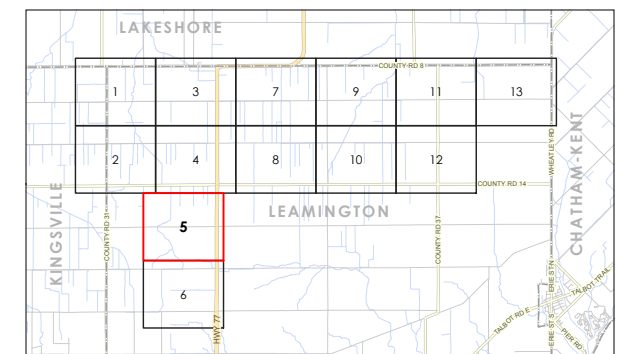 LAKESHORE
COUNTY RD 8
1
3
7
9
11
13
2
4
8
10
12
WHEATLEY RD
CHATHAM-KENT
COUNTY RD 14
KINGSVILLE
COUNTY RD 31
5
LEAMINGTON
COUNTY RD 37
6
HWY 77
ERIE ST N
TALBOT TRAIL
TALBOT RD E
ERIE ST S
PIER RD